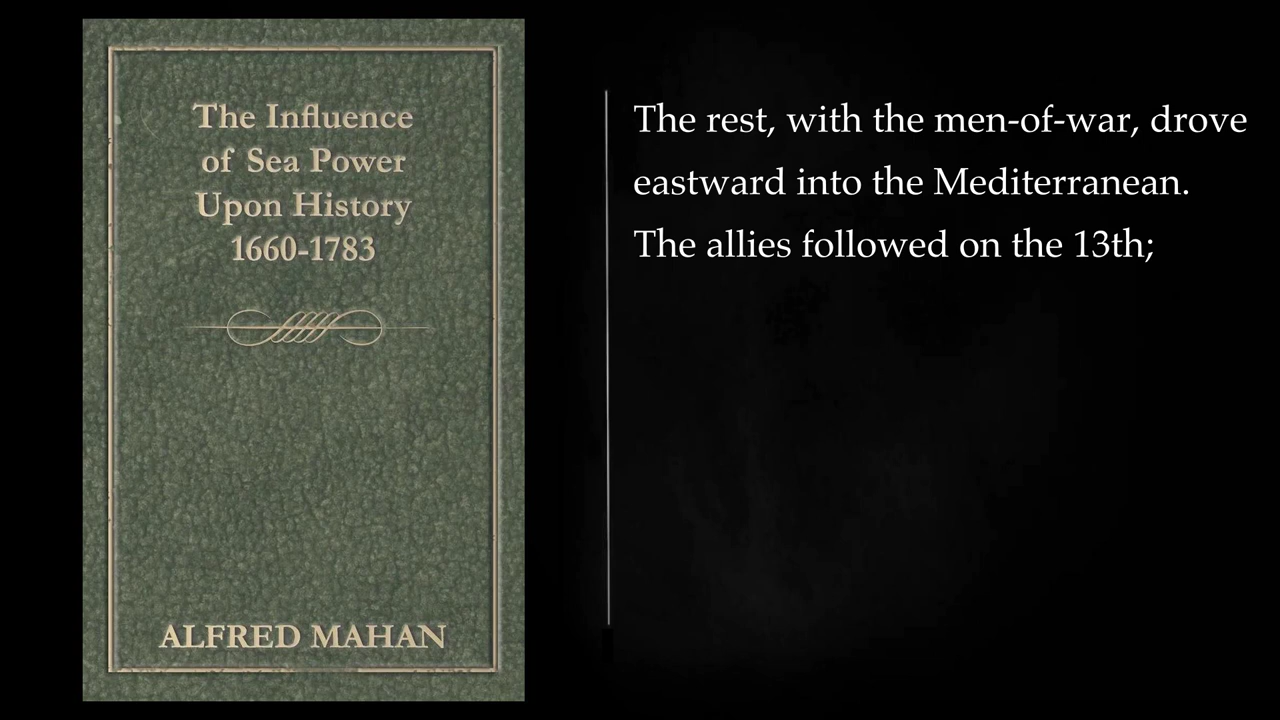 The Influence
of Sea Power
Upon History
1660-1783
ALFRED MAHAN
The rest, with the men-of-war, drove
eastward into the Mediterranean.
The allies followed on the 13th;